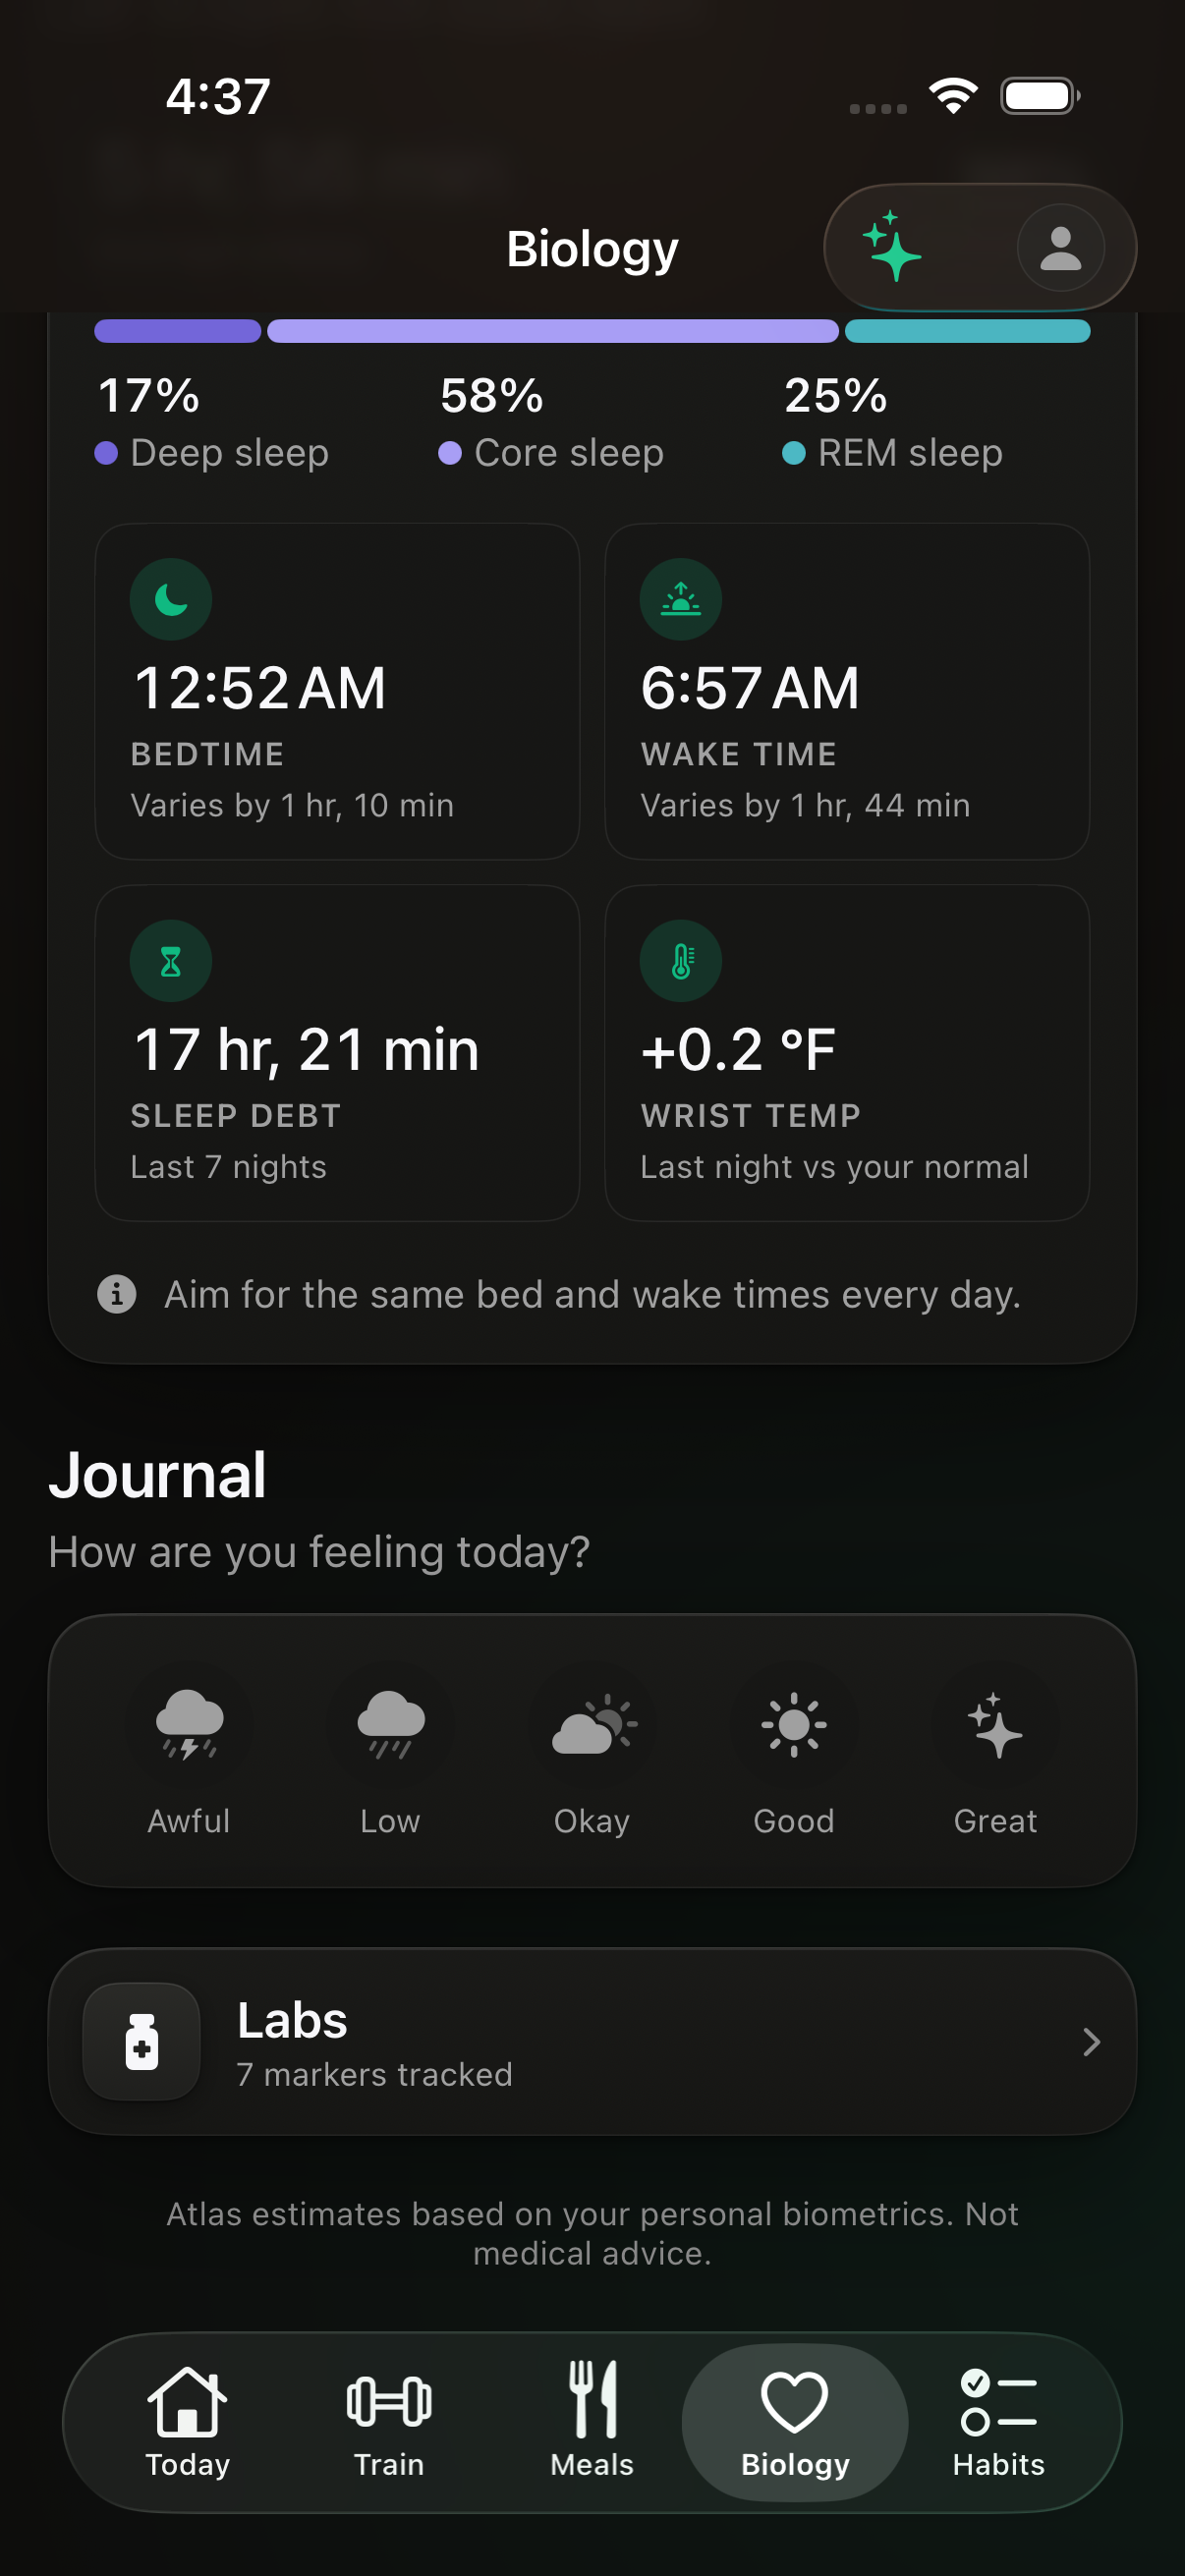 4:37
Biology
17%
58%
25%
Deep sleep
Core sleep
REM sleep
12:52 AM
BEDTIME
Varies by 1 hr, 10 min
6:57 AM
WAKE TIME
Varies by 1 hr, 44 min
17 hr, 21 min
SLEEP DEBT
Last 7 nights
+0.2 °F
WRIST TEMP
Last night vs your normal
Aim for the same bed and wake times every day.
Journal
How are you feeling today?
Awful
Low
Okay
Good
Great
Labs
7 markers tracked
Atlas estimates based on your personal biometrics. Not
medical advice.
Today
Train
Meals
Biology
Habits